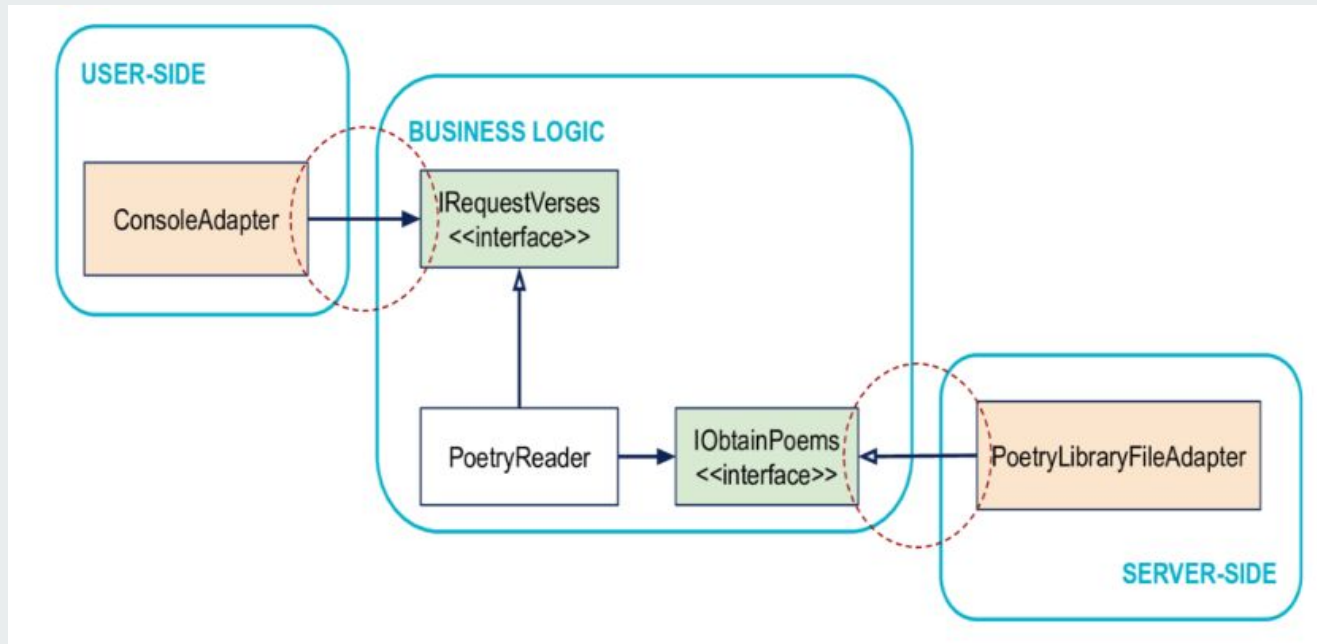 USER-SIDE
BUSINESS LOGIC
ConsoleAdapter
IRequestVerses
<<interface>>
PoetryReader
IObtainPoems
<<interface>>
PoetryLibraryFileAdapter
SERVER-SIDE